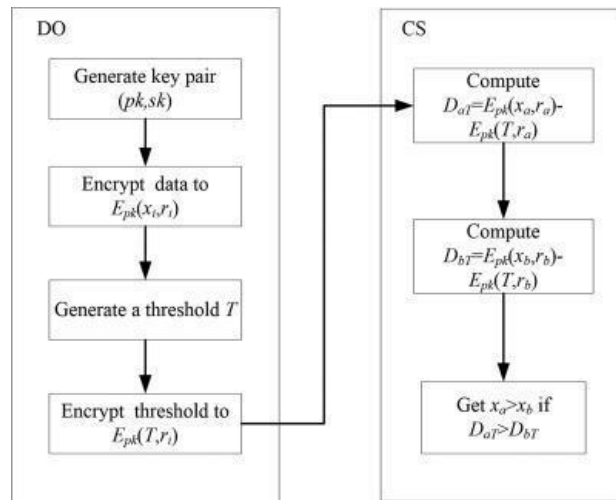 DO
Generate key pair
(pk,sk)
Encrypt data to
Epk(xi,ri)
Generate a threshold T
Encrypt threshold to
Epk(T,ri)
CS
Compute
DaT=Epk(xa,ra)-
Epk(T,ra)
Compute
DbT=Epk(xb,rb)-
Epk(T,rb)
Get xa>xb if
DaT>DbT